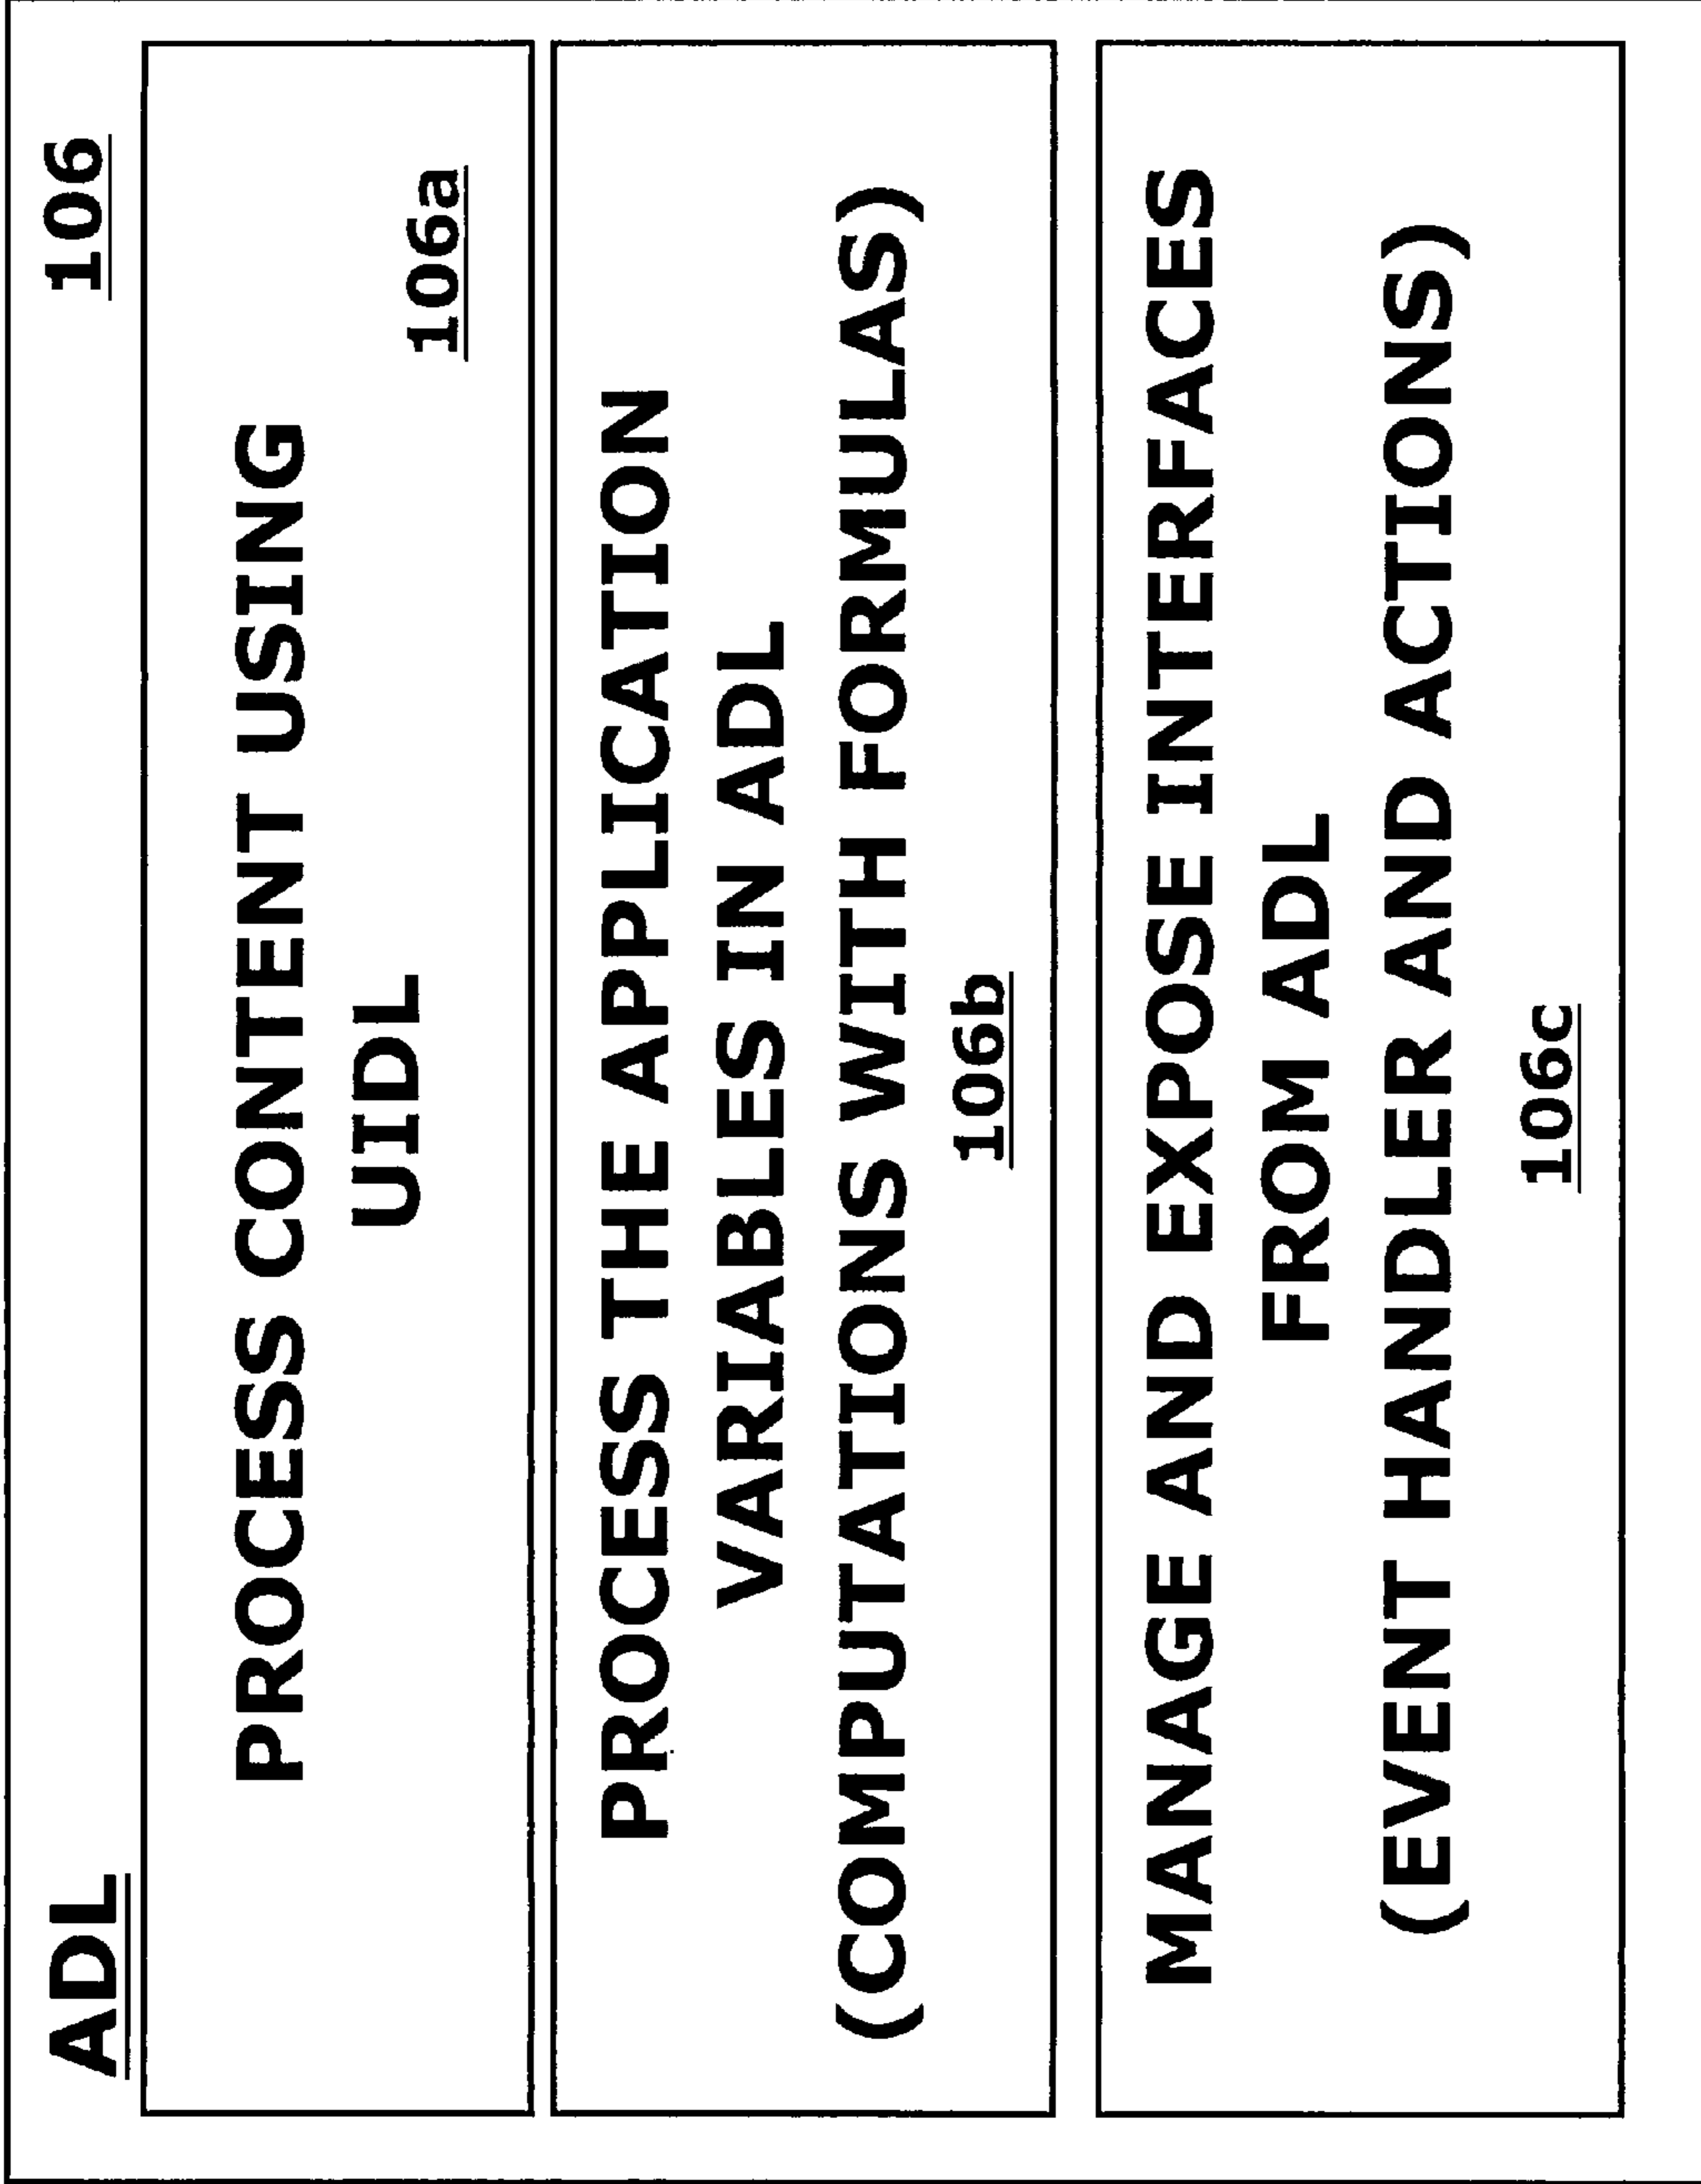 ADL
106
PROCESS CONTENT USING
UIDL
106a
PROCESS THE APPLICATION
VARIABLES IN ADL
(COMPUTATIONS WITH FORMULAS)
106b
MANAGE AND EXPOSE INTERFACES
FROM ADL
(EVENT HANDLER AND ACTIONS)
106c